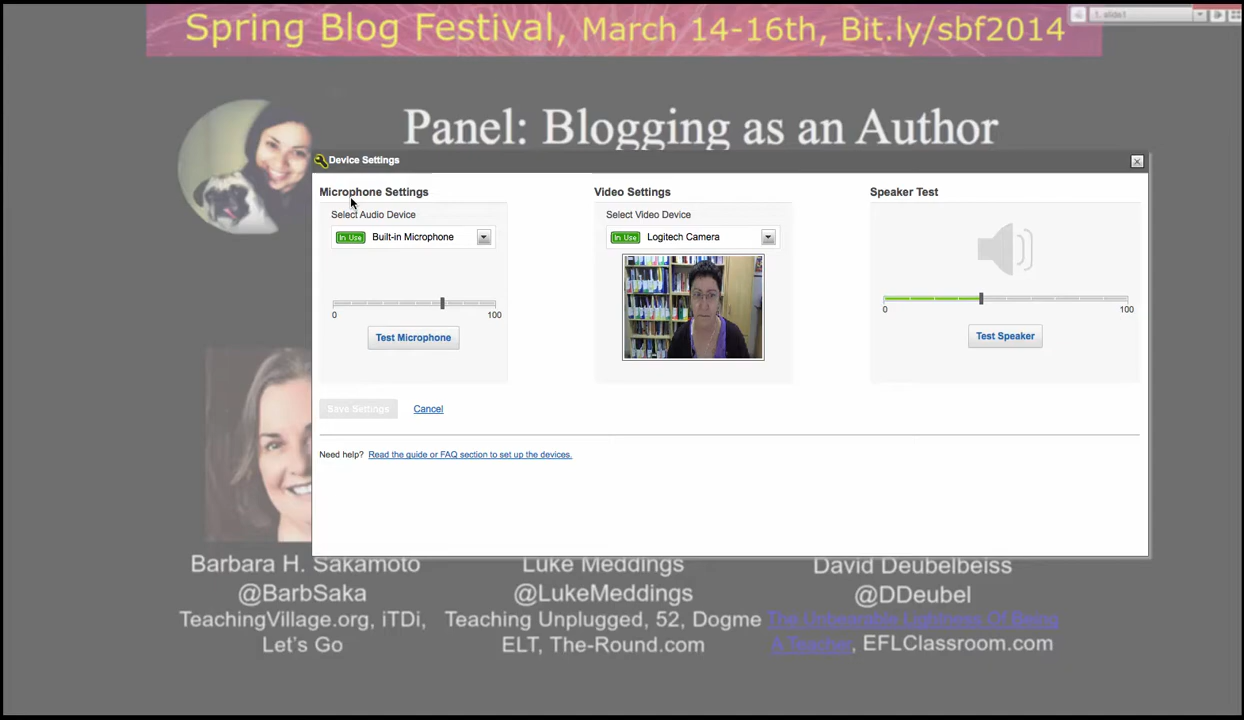 Spring Blog Festival, March 14-16th, Bit.ly/sbf2014
1. slide1
Panel: Blogging as an Author
Device Settings
Microphone Settings
Select Audio Device
In Use Built-in Microphone
0 100
Test Microphone
Video Settings
Select Video Device
In Use Logitech Camera
Speaker Test
0 100
Test Speaker
Save Settings Cancel
Need help? Read the guide or FAQ section to set up the devices.
Barbara H. Sakamoto
@BarbSaka
TeachingVillage.org, iTDi,
Let's Go
Luke Meddings
@LukeMeddings
Teaching Unplugged, 52, Dogme
ELT, The-Round.com
David Deubelbeiss
@DDeubel
The Unbearable Lightness Of Being
A Teacher, EFLClassroom.com